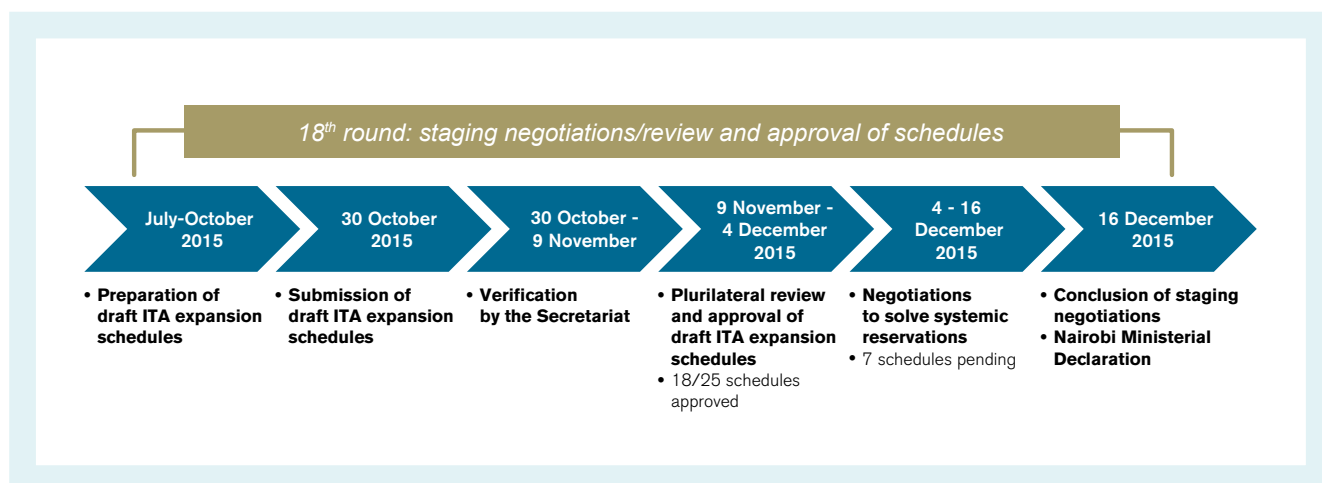 18th round: staging negotiations/review and approval of schedules
July-October
2015
• Preparation of
draft ITA expansion
schedules
30 October
2015
• Submission of
draft ITA expansion
schedules
30 October -
9 November
• Verification
by the Secretariat
9 November -
4 December
2015
• Plurilateral review
and approval of
draft ITA expansion
schedules
• 18/25 schedules
approved
4 - 16
December
2015
• Negotiations
to solve systemic
reservations
• 7 schedules pending
16 December
2015
• Conclusion of staging
negotiations
• Nairobi Ministerial
Declaration